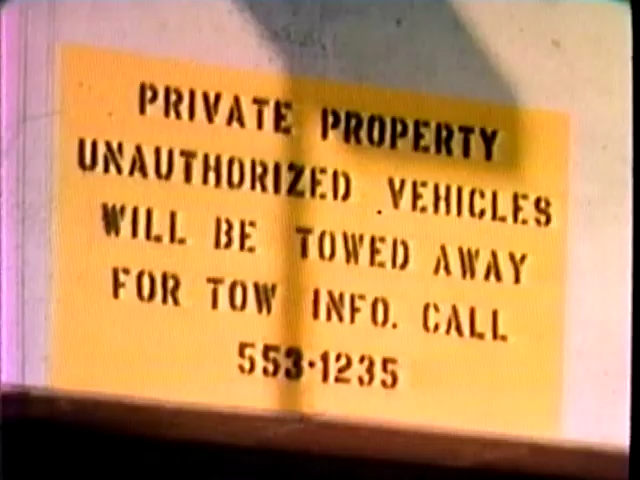 PRIVATE PROPERTY
UNAUTHORIZED VEHICLES
WILL BE TOWED AWAY
FOR TOW INFO. CALL
553-1235